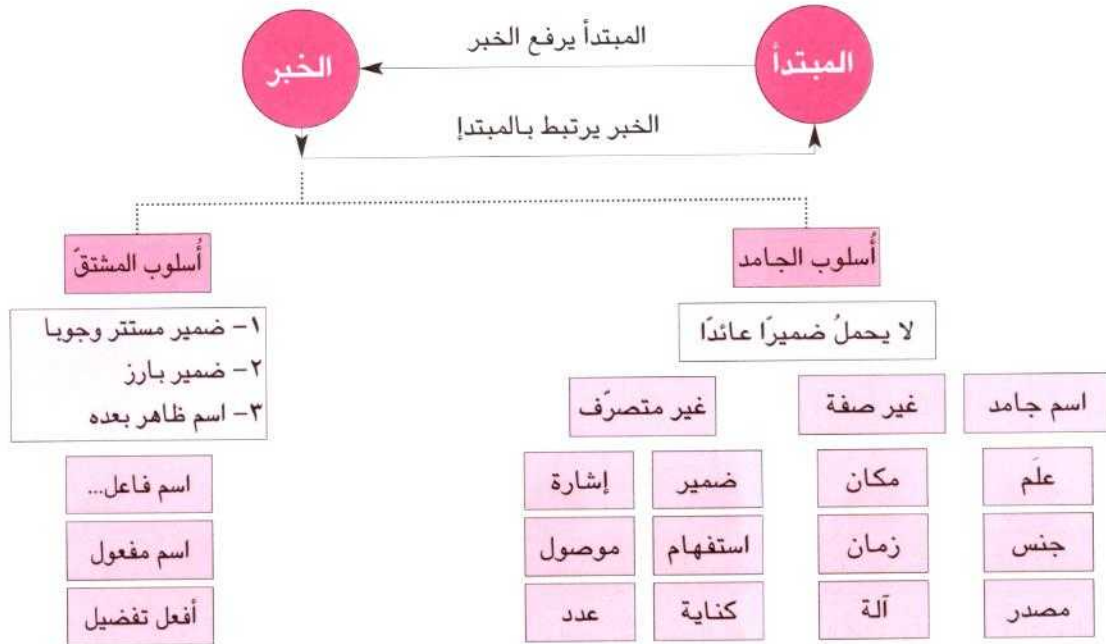 المبتدأ
المبتدأ يرفع الخبر
الخبر
الخبر يرتبط بالمبتدإ
أُسلوب الجامد
لا يحملُ ضميرًا عائدًا
اسم جامد
علَم
جنس
مصدر
غير صفة
مكان
زمان
آلة
غير متصرّف
ضمير
إشارة
استفهام
موصول
كناية
عدد
أُسلوب المشتقّ
١- ضمير مستتر وجوبا
٢- ضمير بارز
٣- اسم ظاهر بعده
اسم فاعل...
اسم مفعول
أفعل تفضيل